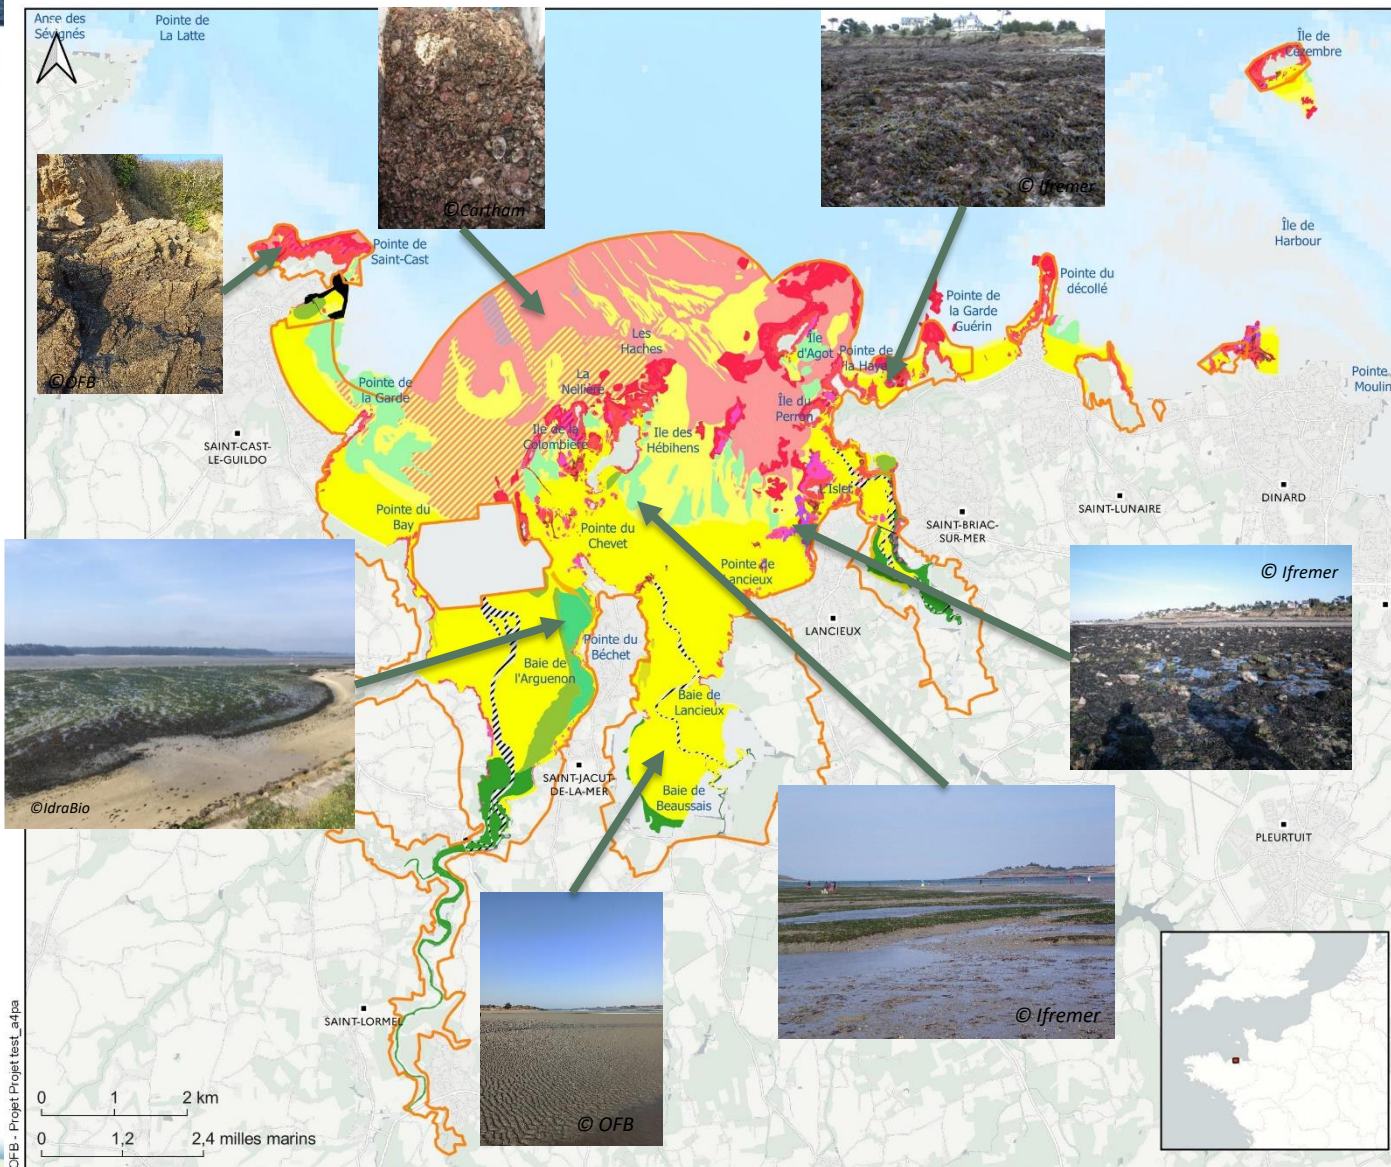 Anse des
Sévignés
Pointe de
La Latte
Île de
Cézembre
© Ifremer
©Cartham
Île de
Harbour
Pointe de
Saint-Cast
Pointe du
décollé
Pointe de
la Garde
Guérin
Les
Haches
Île
d'Agot
Pointe de
la Haye
Pointe
Moulin
©OFB
Pointe de
la Garde
La
Nellière
Île du
Perron
Ile de la
Colombière
Ile des
Hébihens
SAINT-CAST-
LE-GUILDO
L'Islet
SAINT-LUNAIRE
DINARD
Pointe du
Bay
Pointe du
Chevet
SAINT-BRIAC-
SUR-MER
Pointe de
Lancieux
© Ifremer
LANCIEUX
Pointe du
Béchet
Baie de
l'Arguenon
Baie de
Lancieux
SAINT-JACUT-
DE-LA-MER
Baie de
Beaussais
©IdraBio
PLEURTUIT
SAINT-LORMEL
© Ifremer
© OFB
0 1 2 km
0 1,2 2,4 milles marins
OFB - Projet Projet test_a4pa